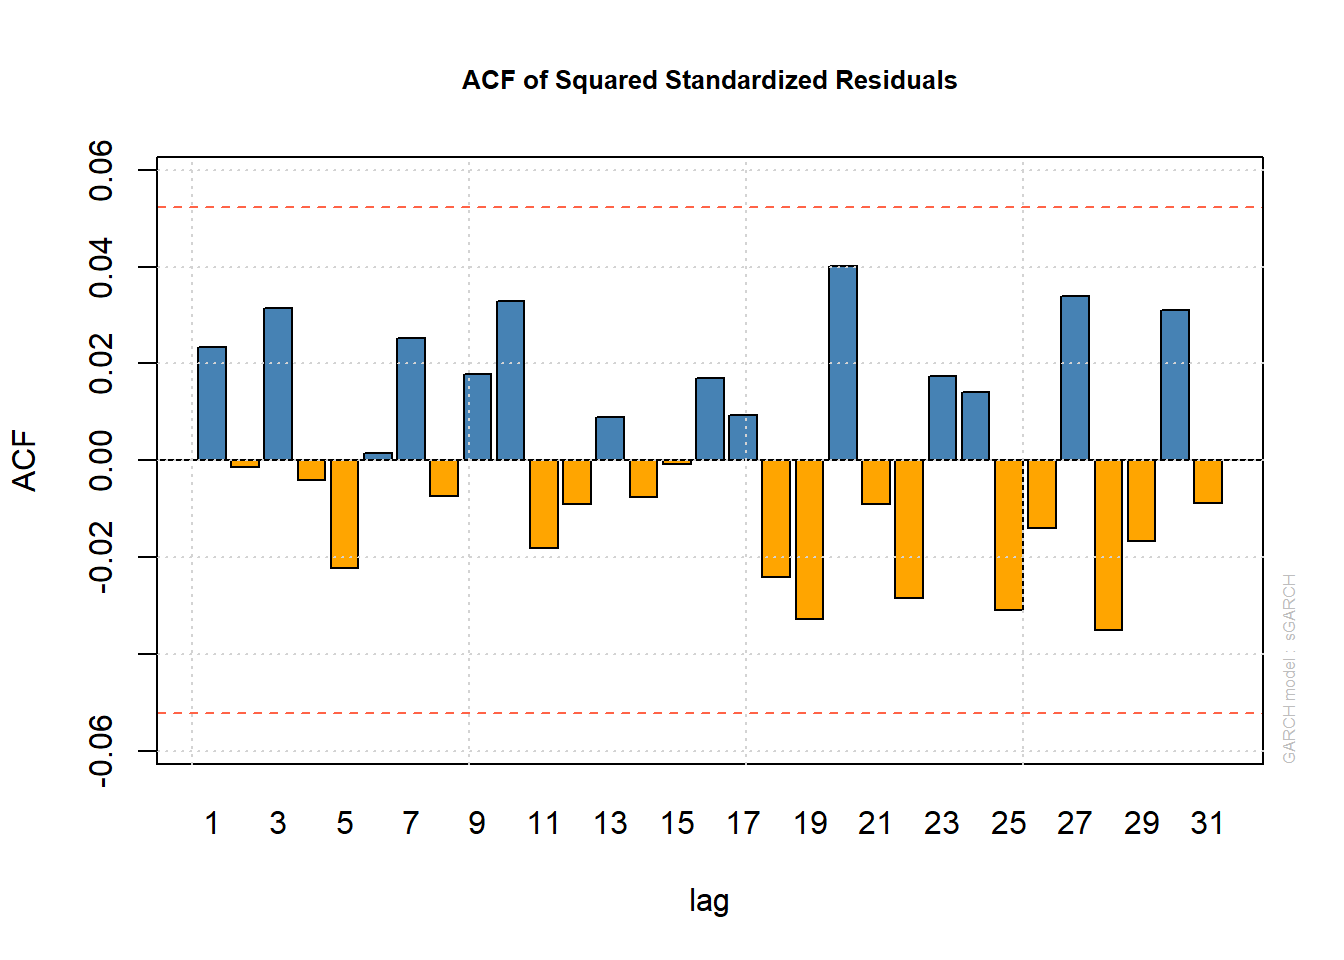 ACF of Squared Standardized Residuals
0.06
0.04
0.02
0.00
-0.02
-0.06
ACF
1 3 5 7 9 11 13 15 17 19 21 23 25 27 29 31
lag
GARCH model : sGARCH